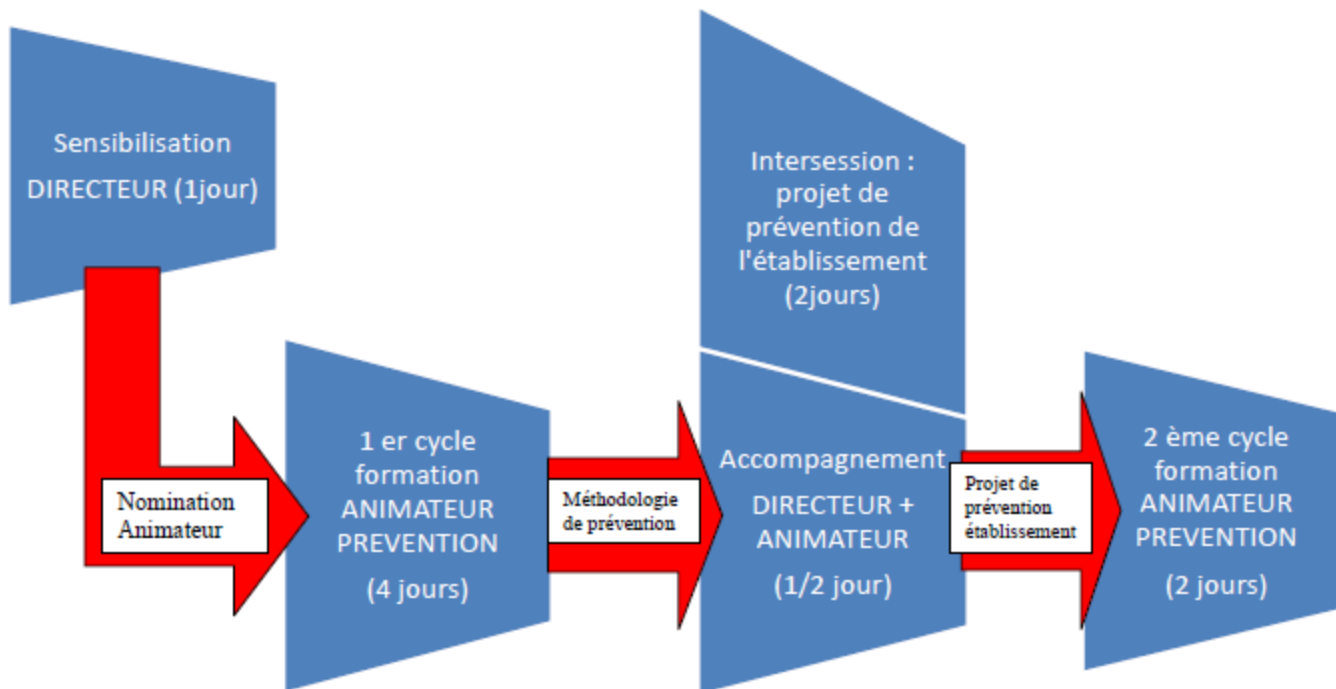 Sensibilisation
DIRECTEUR (1jour)
Nomination
Animateur
1 er cycle
formation
ANIMATEUR
PREVENTION
(4 jours)
Méthodologie
de prévention
Intersession :
projet de
prévention de
l'établissement
(2jours)
Accompagnement
DIRECTEUR +
ANIMATEUR
(1/2 jour)
Projet de
prévention
établissement
2 ème cycle
formation
ANIMATEUR
PREVENTION
(2 jours)